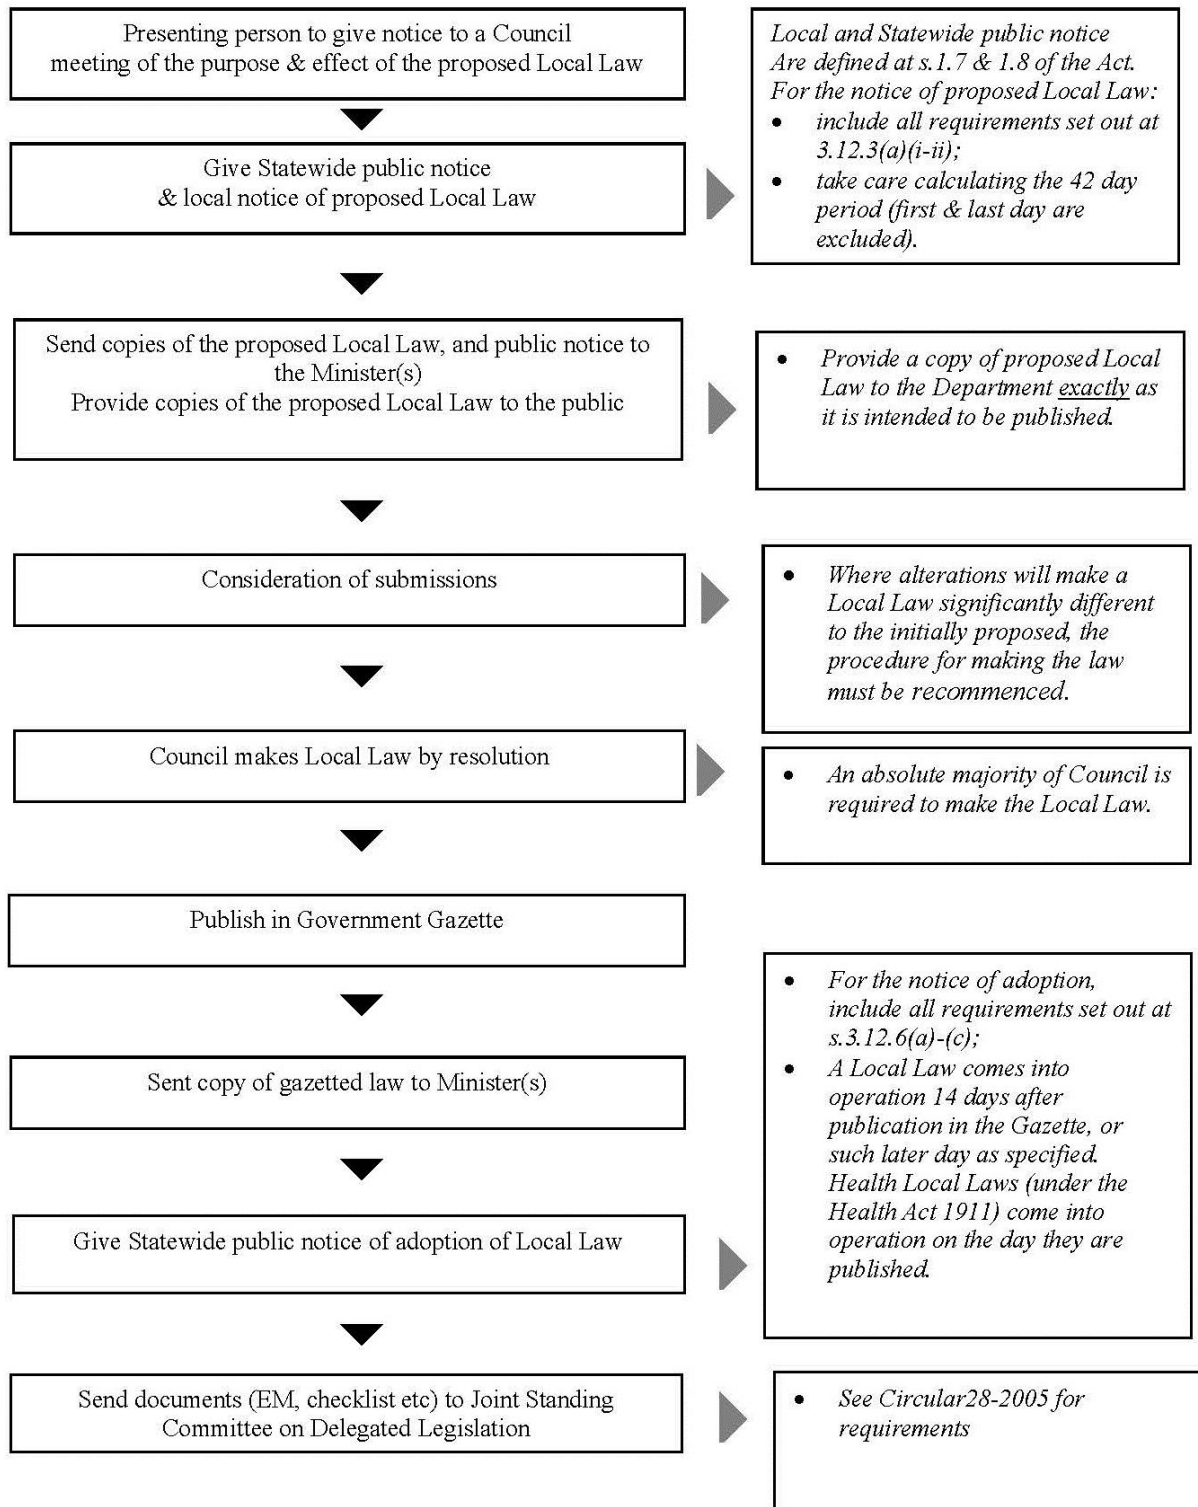 Presenting person to give notice to a Council
meeting of the purpose & effect of the proposed Local Law
Local and Statewide public notice
Are defined at s.1.7 & 1.8 of the Act.
For the notice of proposed Local Law:
• include all requirements set out at
3.12.3(a)(i-ii);
• take care calculating the 42 day
period (first & last day are
excluded).
Give Statewide public notice
& local notice of proposed Local Law
Send copies of the proposed Local Law, and public notice to
the Minister(s)
Provide copies of the proposed Local Law to the public
• Provide a copy of proposed Local
Law to the Department exactly as
it is intended to be published.
Consideration of submissions
• Where alterations will make a
Local Law significantly different
to the initially proposed, the
procedure for making the law
must be recommenced.
Council makes Local Law by resolution
• An absolute majority of Council is
required to make the Local Law.
Publish in Government Gazette
Sent copy of gazetted law to Minister(s)
Give Statewide public notice of adoption of Local Law
• For the notice of adoption,
include all requirements set out at
s.3.12.6(a)-(c);
• A Local Law comes into
operation 14 days after
publication in the Gazette, or
such later day as specified.
Health Local Laws (under the
Health Act 1911) come into
operation on the day they are
published.
Send documents (EM, checklist etc) to Joint Standing
Committee on Delegated Legislation
• See Circular28-2005 for
requirements